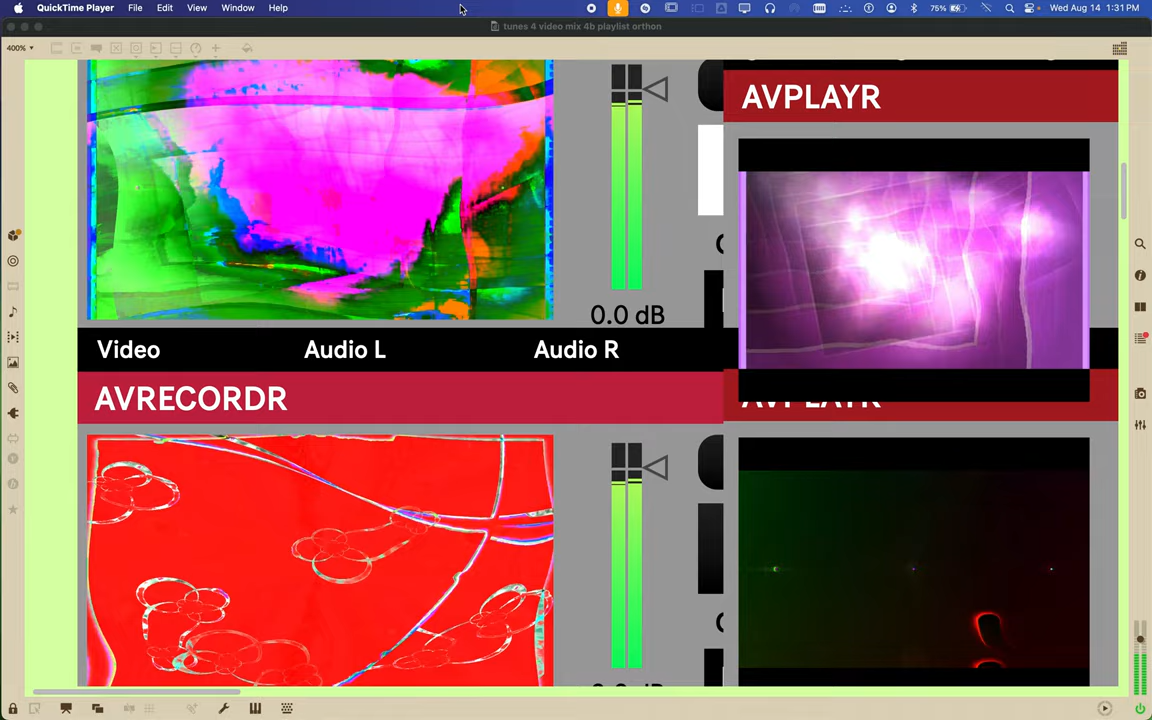 QuickTime Player File Edit View Window Help 75% Wed Aug 14 1:31 PM
tunes 4 video mix 4b playlist orthon
400%
AVPLAYR
0.0 dB
Video Audio L Audio R
AVRECORDR